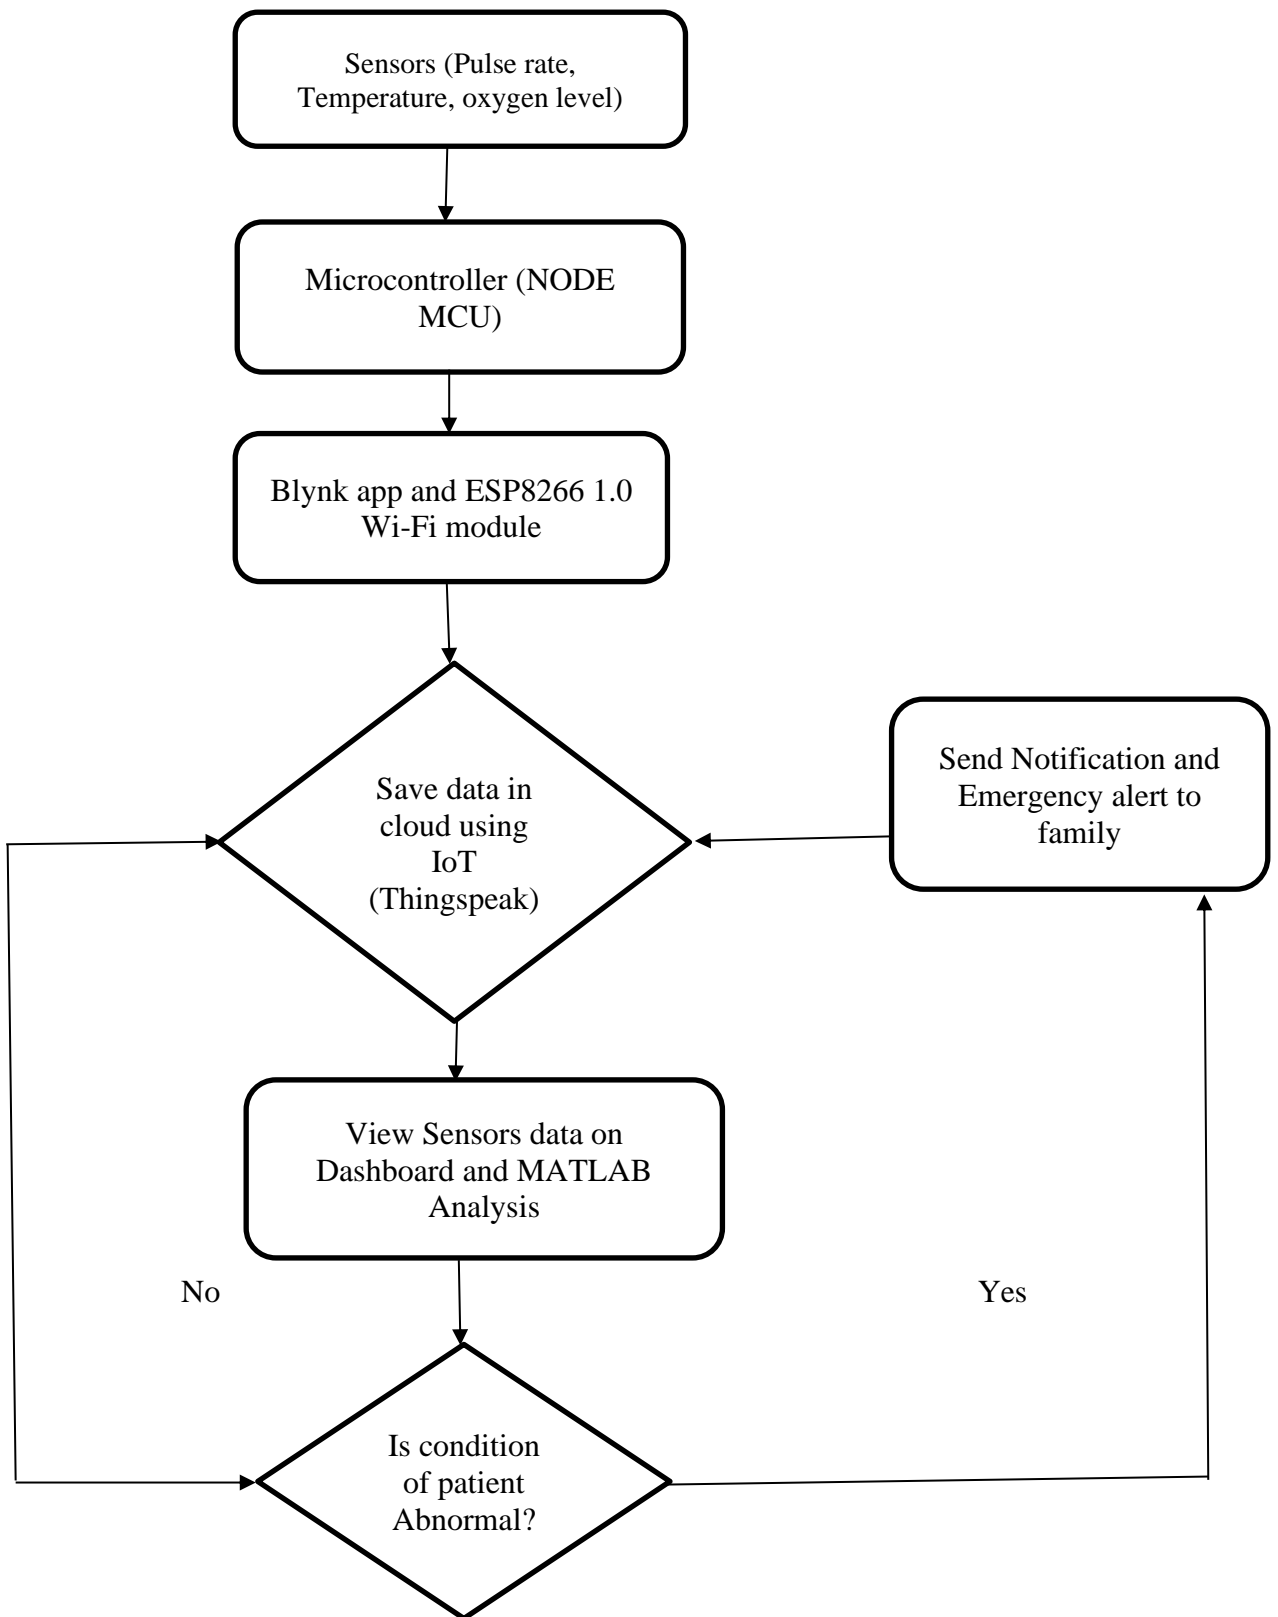 Sensors (Pulse rate,
Temperature, oxygen level)
Microcontroller (NODE
MCU)
Blynk app and ESP8266 1.0
Wi-Fi module
Save data in
cloud using
IoT
(Thingspeak)
Send Notification and
Emergency alert to
family
View Sensors data on
Dashboard and MATLAB
Analysis
No
Yes
Is condition
of patient
Abnormal?